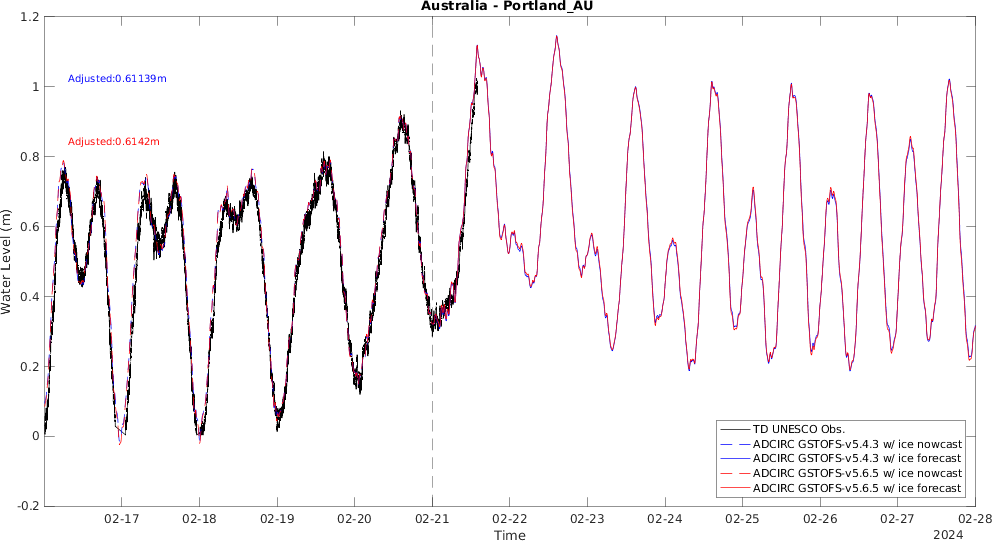 Australia - Portland_AU
1.2
1
0.8
0.6
0.4
0.2
0
-0.2
Water Level (m)
Adjusted:0.61139m
Adjusted:0.6142m
TD UNESCO Obs.
ADCIRC GSTOFS-v5.4.3 w/ ice nowcast
ADCIRC GSTOFS-v5.4.3 w/ ice forecast
ADCIRC GSTOFS-v5.6.5 w/ ice nowcast
ADCIRC GSTOFS-v5.6.5 w/ ice forecast
02-17 02-18 02-19 02-20 02-21 02-22 02-23 02-24 02-25 02-26 02-27 02-28
Time
2024